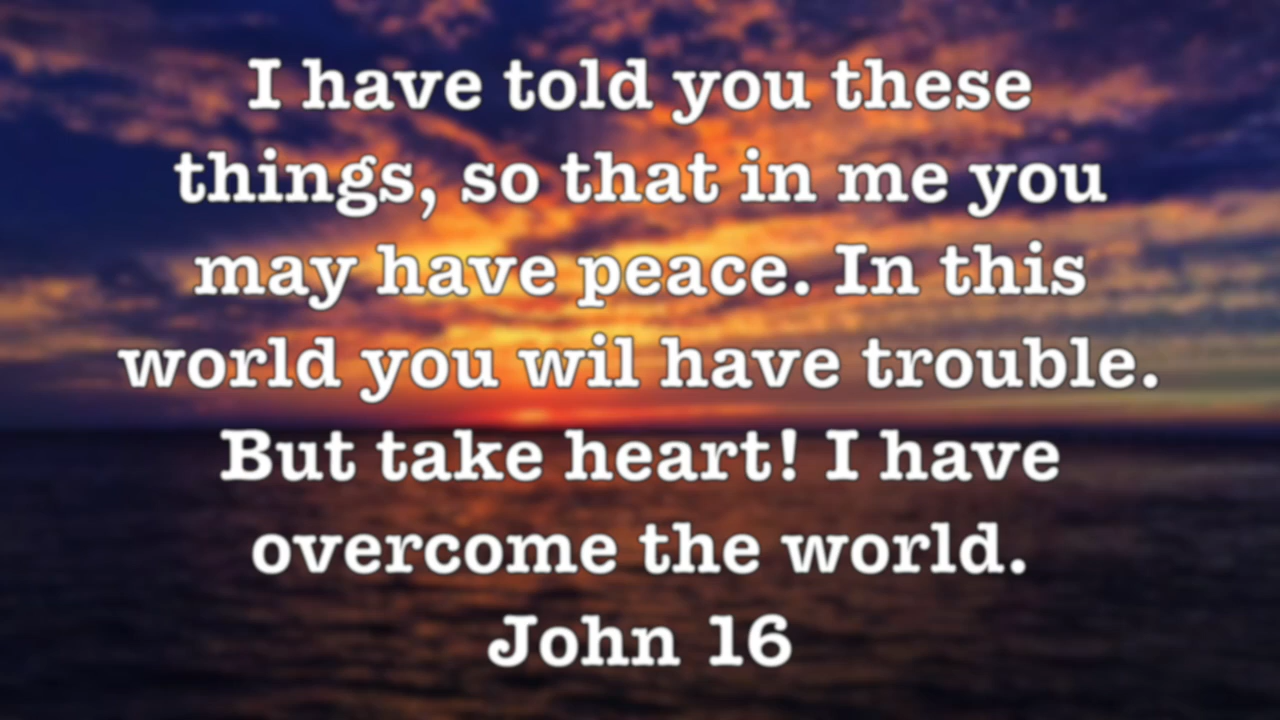 I have told you these
things, so that in me you
may have peace. In this
world you wil have trouble.
But take heart! I have
overcome the world.
John 16